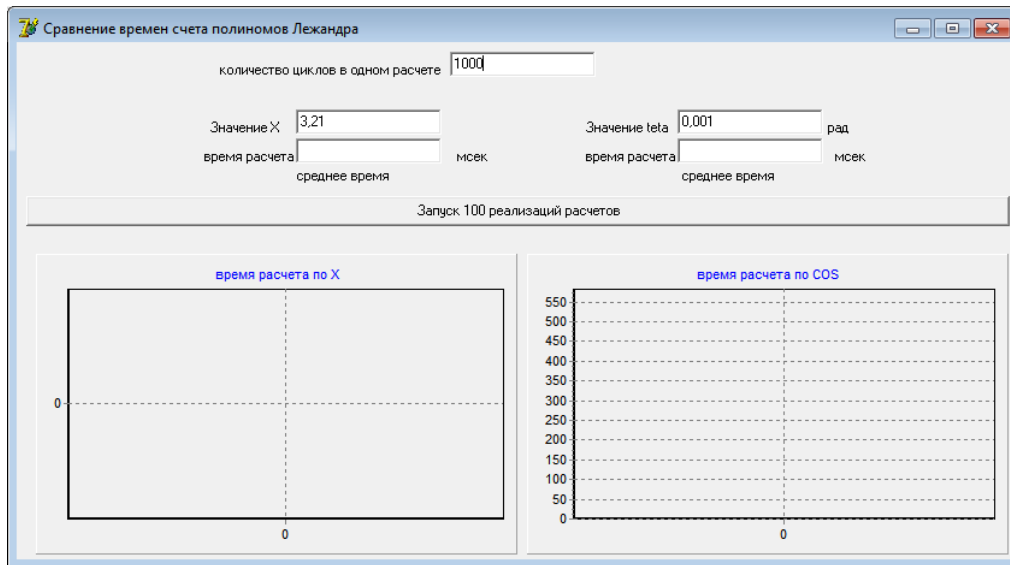 Сравнение времен счета полиномов Лежандра
количество циклов в одном расчете 1000
Значение X 3,21
Значение teta 0,001 рад
время расчета мсек
время расчета мсек
среднее время
среднее время
Запуск 100 реализаций расчетов
время расчета по X
0
0
время расчета по COS
550
500
450
400
350
300
250
200
150
100
50
0
0